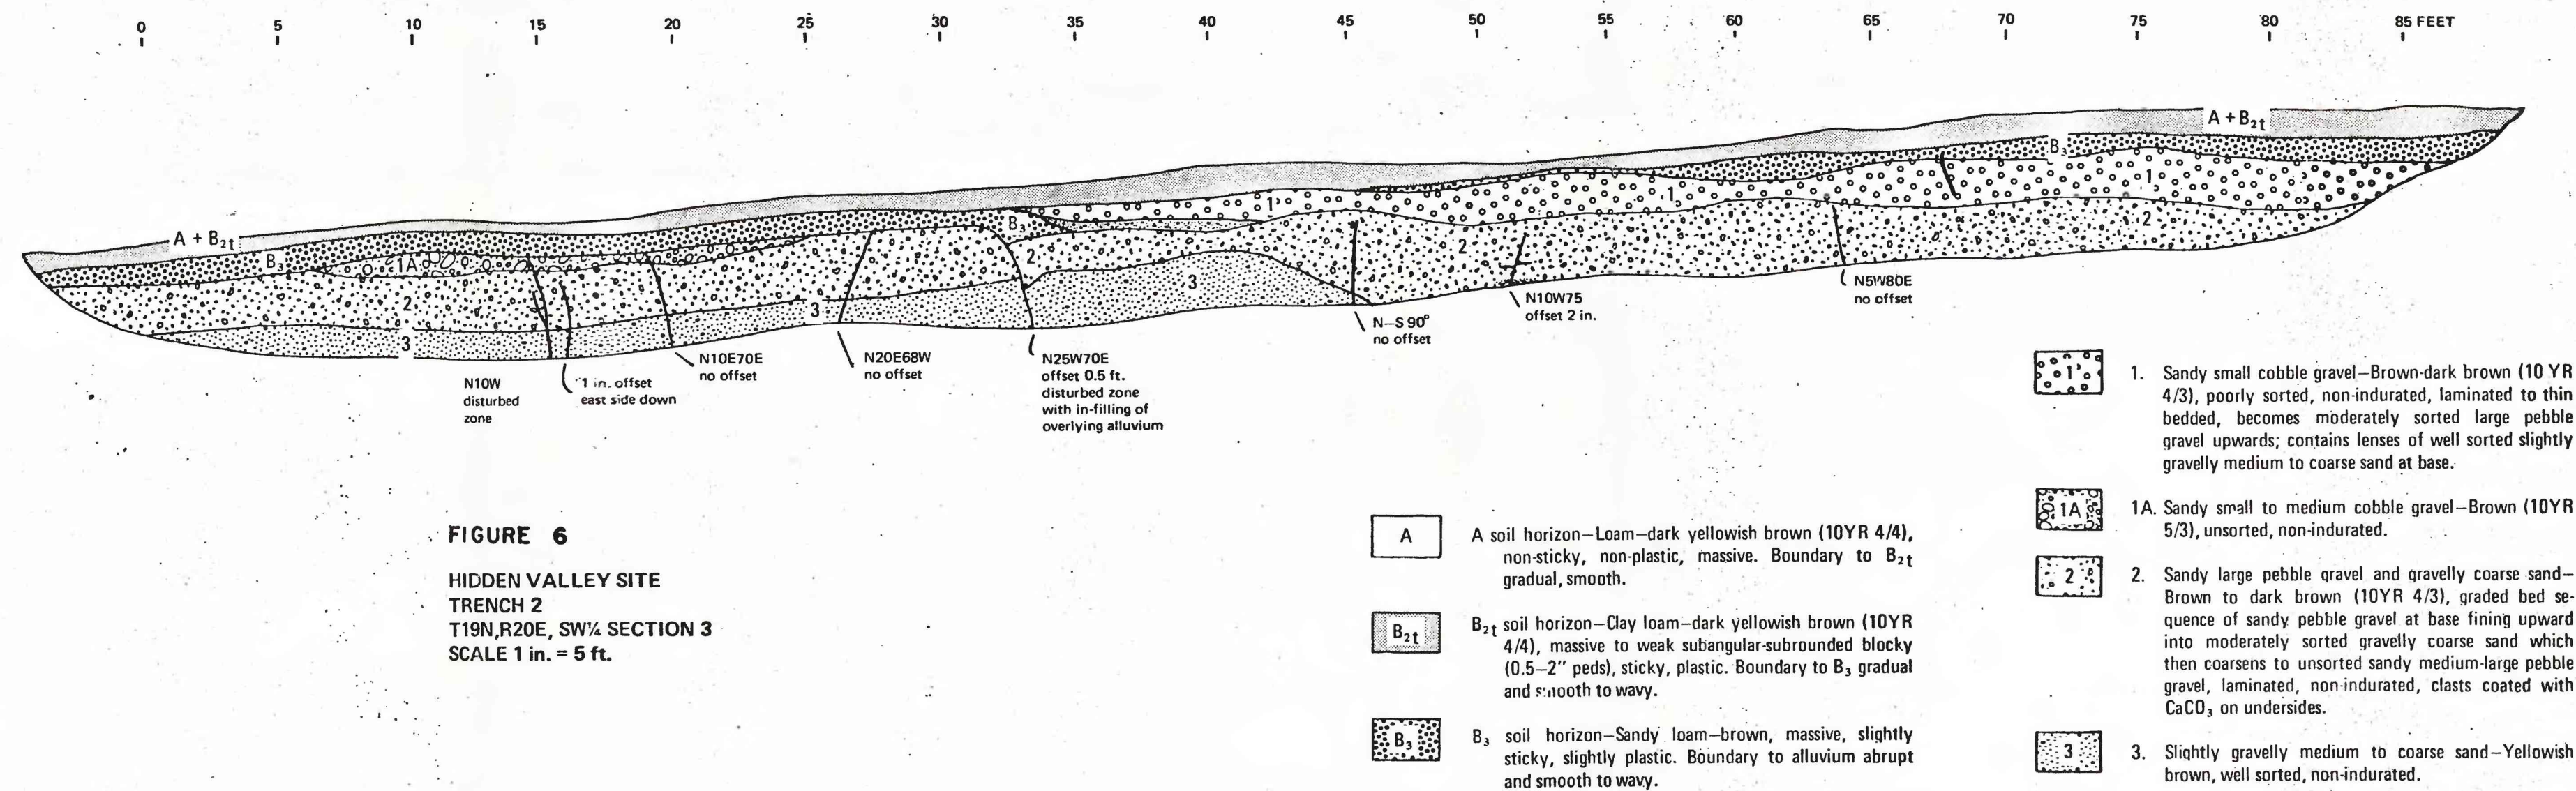 0 5 10 15 20 25 30 35 40 45 50 55 60 65 70 75 80 85 FEET
A + B2t
B3
1A
2
3
3
B3
2
1
3
2
1
B3
A + B2t
1
2
N10W
disturbed
zone
1 in. offset
east side down
N10E70E
no offset
N20E68W
no offset
N25W70E
offset 0.5 ft.
disturbed zone
with in-filling of
overlying alluvium
N–S 90°
no offset
N10W75
offset 2 in.
N5W80E
no offset
FIGURE 6
HIDDEN VALLEY SITE
TRENCH 2
T19N,R20E, SW¼ SECTION 3
SCALE 1 in. = 5 ft.
A
A soil horizon–Loam–dark yellowish brown (10YR 4/4),
non-sticky, non-plastic, massive. Boundary to B2t
gradual, smooth.
B2t
B2t soil horizon–Clay loam–dark yellowish brown (10YR
4/4), massive to weak subangular-subrounded blocky
(0.5–2" peds), sticky, plastic. Boundary to B3 gradual
and smooth to wavy.
B3
B3 soil horizon–Sandy loam–brown, massive, slightly
sticky, slightly plastic. Boundary to alluvium abrupt
and smooth to wavy.
1
1. Sandy small cobble gravel–Brown-dark brown (10 YR
4/3), poorly sorted, non-indurated, laminated to thin
bedded, becomes moderately sorted large pebble
gravel upwards; contains lenses of well sorted slightly
gravelly medium to coarse sand at base.
1A
1A. Sandy small to medium cobble gravel–Brown (10YR
5/3), unsorted, non-indurated.
2
2. Sandy large pebble gravel and gravelly coarse sand–
Brown to dark brown (10YR 4/3), graded bed se-
quence of sandy pebble gravel at base fining upward
into moderately sorted gravelly coarse sand which
then coarsens to unsorted sandy medium-large pebble
gravel, laminated, non-indurated, clasts coated with
CaCO3 on undersides.
3
3. Slightly gravelly medium to coarse sand–Yellowish
brown, well sorted, non-indurated.